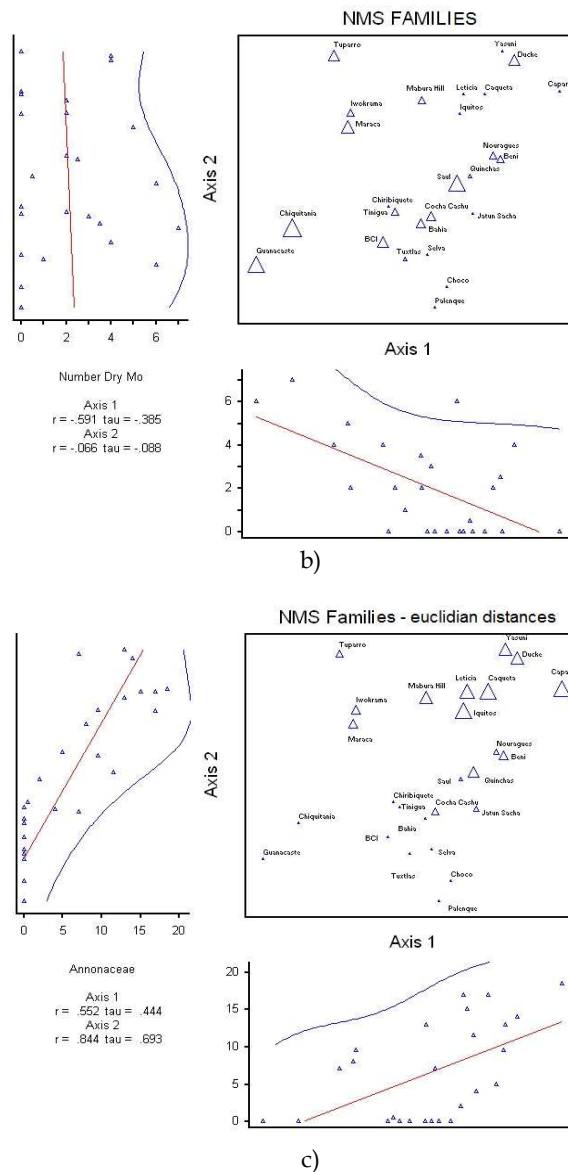 NMS FAMILIES
Tuparro
Yasuni
Ducke
Mabura Hill
Leticia
Caqueta
Capar
Iwokrama
Iquitos
Maraca
Nouragues
Beni
Saul
Quinchas
Chiribiquete
Tinigua
Cocha Cashu
Jatun Sacha
Chiquitania
Bahia
BCI
Tuxtlas
Selva
Guanacaste
Choco
Palenque
Axis 2
0 2 4 6
Axis 1
Number Dry Mo
Axis 1
r = -.591 tau = -.385
Axis 2
r = -.066 tau = -.088
6
4
2
0
b)
NMS Families - euclidian distances
Tuparro
Yasuni
Ducke
Mabura Hill
Leticia
Caqueta
Capar
Iwokrama
Iquitos
Maraca
Nouragues
Beni
Saul
Quinchas
Chiribiquete
Tinigua
Cocha Cashu
Jatun Sacha
Chiquitania
Bahia
BCI
Selva
Guanacaste
Tuxtlas
Choco
Palenque
Axis 2
0 5 10 15 20
Axis 1
Annonaceae
Axis 1
r = .552 tau = .444
Axis 2
r = .844 tau = .693
20
15
10
5
0
c)